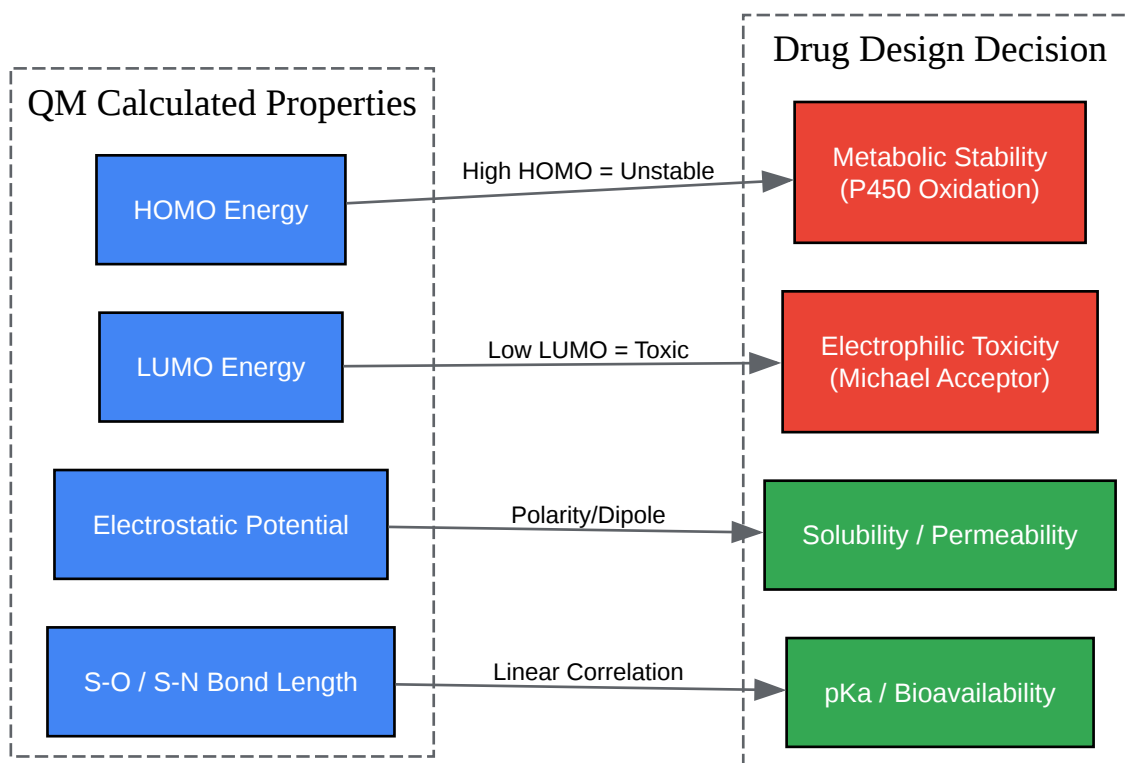 QM Calculated Properties
HOMO Energy
LUMO Energy
Electrostatic Potential
S-O / S-N Bond Length
High HOMO = Unstable
Low LUMO = Toxic
Polarity/Dipole
Linear Correlation
Drug Design Decision
Metabolic Stability
(P450 Oxidation)
Electrophilic Toxicity
(Michael Acceptor)
Solubility / Permeability
pKa / Bioavailability